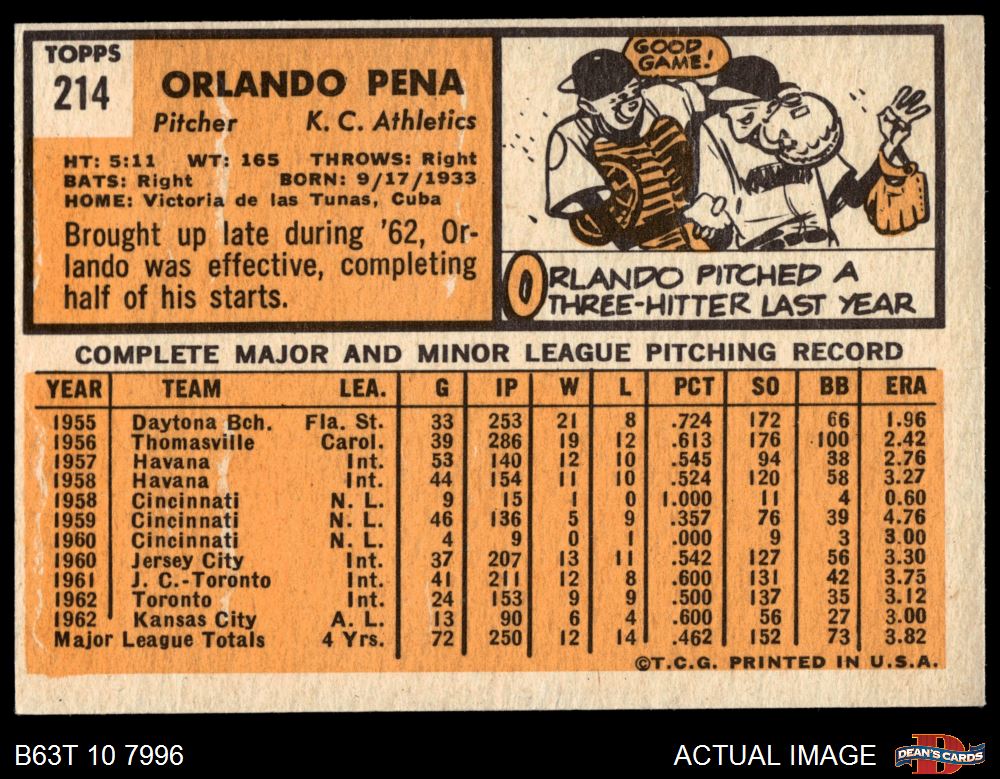 TOPPS
214
ORLANDO PENA
Pitcher K. C. Athletics
HT: 5:11 WT: 165 THROWS: Right
BATS: Right BORN: 9/17/1933
HOME: Victoria de las Tunas, Cuba
Brought up late during '62, Or-
lando was effective, completing
half of his starts.
GOOD
GAME!
ORLANDO PITCHED A
THREE-HITTER LAST YEAR
COMPLETE MAJOR AND MINOR LEAGUE PITCHING RECORD
YEAR TEAM LEA. G IP W L PCT SO BB ERA
1955 Daytona Bch. Fla. St. 33 253 21 8 .724 172 66 1.96
1956 Thomasville Carol. 39 286 19 12 .613 176 100 2.42
1957 Havana Int. 53 140 12 10 .545 94 38 2.76
1958 Havana Int. 44 154 11 10 .524 120 58 3.27
1958 Cincinnati N. L. 9 15 1 0 1.000 11 4 0.60
1959 Cincinnati N. L. 46 136 5 9 .357 76 39 4.76
1960 Cincinnati N. L. 4 9 0 1 .000 9 3 3.00
1960 Jersey City Int. 37 207 13 11 .542 127 56 3.30
1961 J. C.-Toronto Int. 41 211 12 8 .600 131 42 3.75
1962 Toronto Int. 24 153 9 9 .500 137 35 3.12
1962 Kansas City A. L. 13 90 6 4 .600 56 27 3.00
Major League Totals 4 Yrs. 72 250 12 14 .462 152 73 3.82
©T.C.G. PRINTED IN U.S.A.
B63T 10 7996 ACTUAL IMAGE DEAN'S CARDS